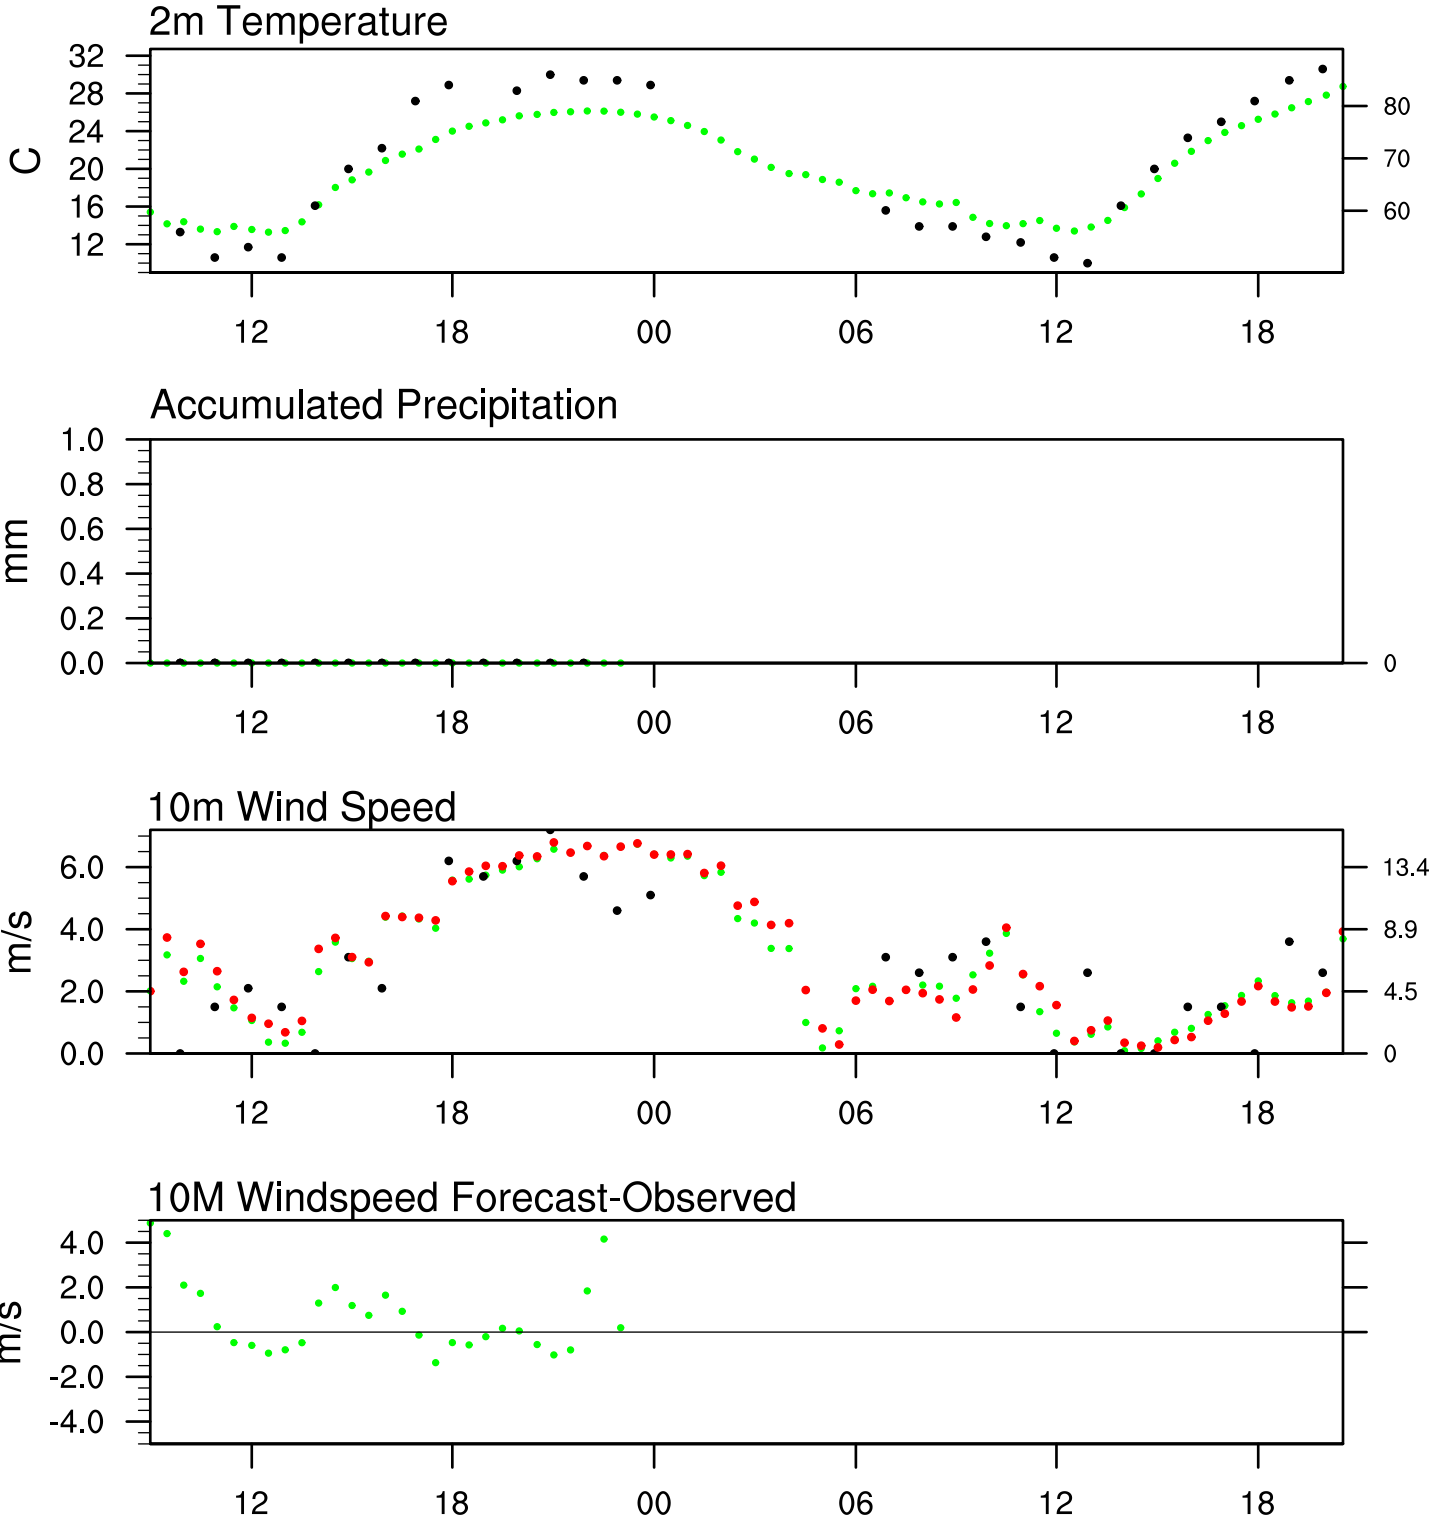 2m Temperature
32
28
24
20
16
12
C
80
70
60
12 18 00 06 12 18
Accumulated Precipitation
1.0
0.8
0.6
0.4
0.2
0.0
mm
0
12 18 00 06 12 18
10m Wind Speed
6.0
4.0
2.0
0.0
m/s
13.4
8.9
4.5
0
12 18 00 06 12 18
10M Windspeed Forecast-Observed
4.0
2.0
0.0
-2.0
-4.0
m/s
12 18 00 06 12 18